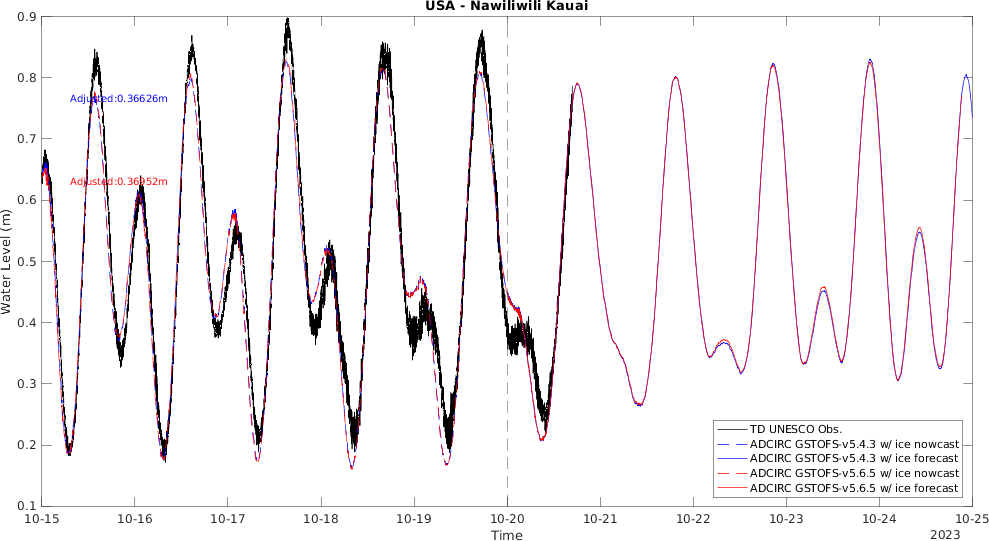 USA - Nawiliwili Kauai
0.9
0.8
0.7
0.6
0.5
0.4
0.3
0.2
0.1
Water Level (m)
Adjusted:0.36626m
Adjusted:0.36952m
TD UNESCO Obs.
ADCIRC GSTOFS-v5.4.3 w/ ice nowcast
ADCIRC GSTOFS-v5.4.3 w/ ice forecast
ADCIRC GSTOFS-v5.6.5 w/ ice nowcast
ADCIRC GSTOFS-v5.6.5 w/ ice forecast
10-15 10-16 10-17 10-18 10-19 10-20 10-21 10-22 10-23 10-24 10-25
Time
2023